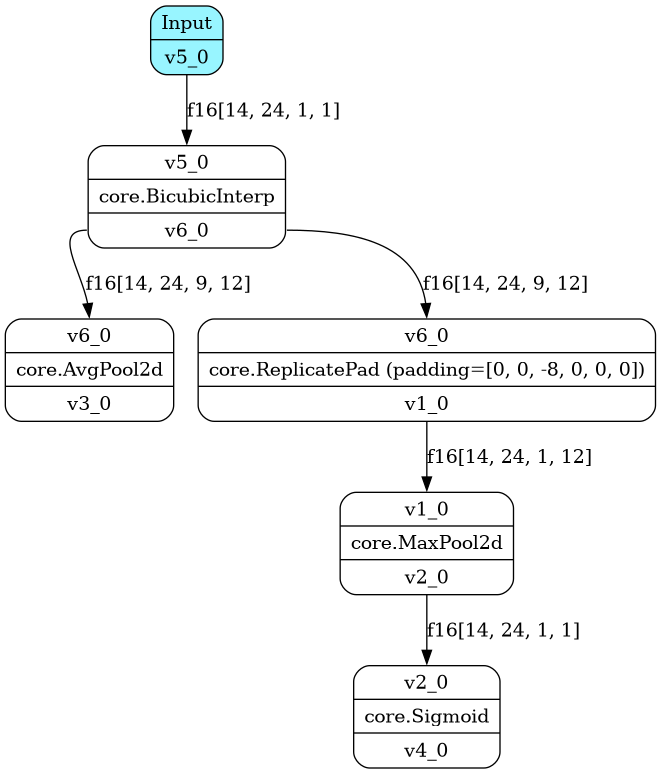 Input
v5_0
f16[14, 24, 1, 1]
v5_0
core.BicubicInterp
v6_0
f16[14, 24, 9, 12]
f16[14, 24, 9, 12]
v6_0
core.AvgPool2d
v3_0
v6_0
core.ReplicatePad (padding=[0, 0, -8, 0, 0, 0])
v1_0
f16[14, 24, 1, 12]
v1_0
core.MaxPool2d
v2_0
f16[14, 24, 1, 1]
v2_0
core.Sigmoid
v4_0